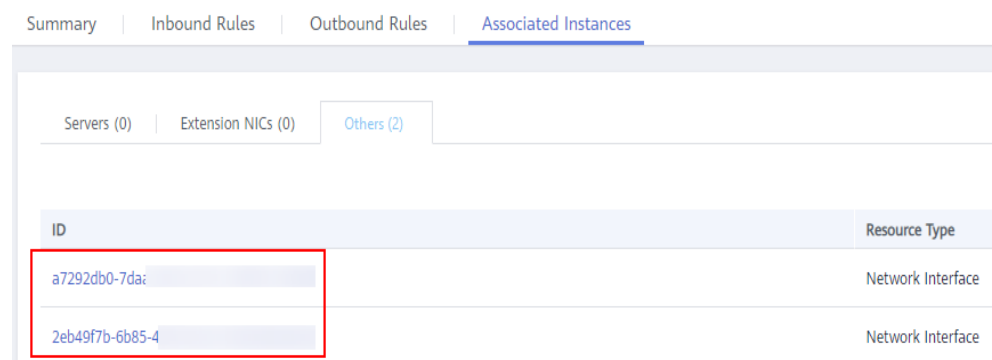 Summary Inbound Rules Outbound Rules Associated Instances
Servers (0) Extension NICs (0) Others (2)
ID Resource Type
a7292db0-7daa Network Interface
2eb49f7b-6b85-4 Network Interface